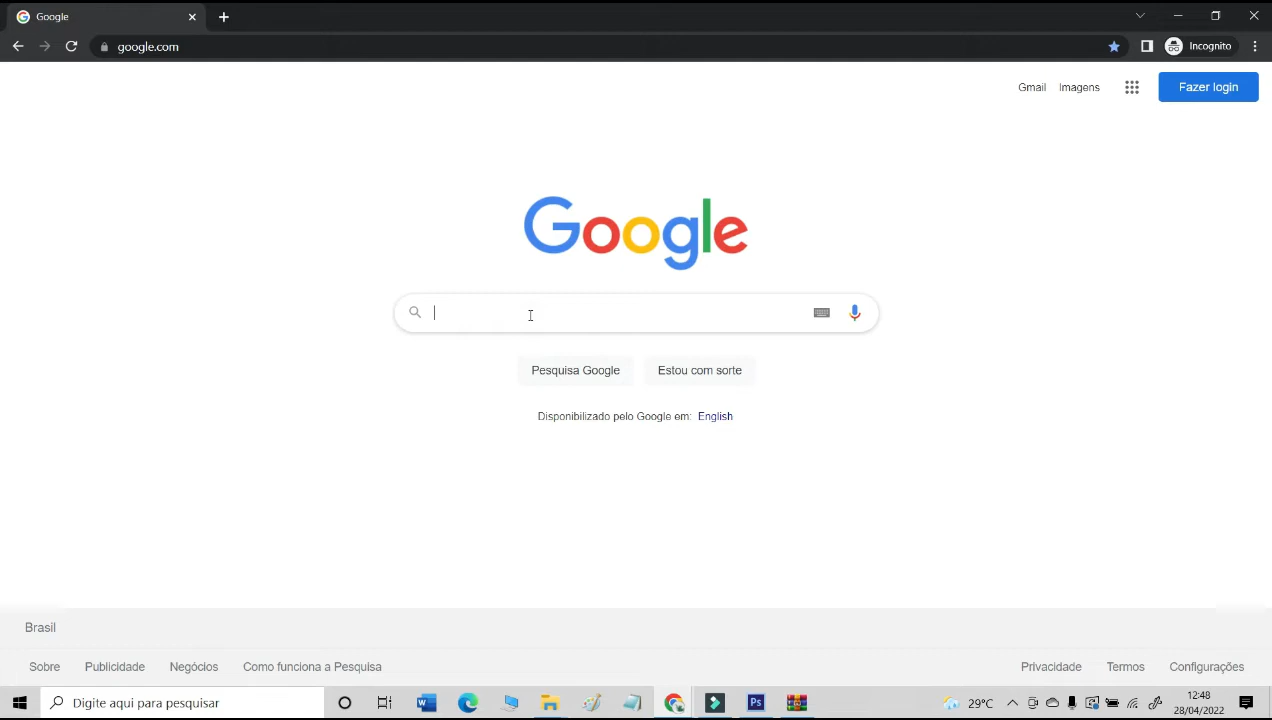 Google
google.com
Incognito
Gmail Imagens Fazer login
Google
Pesquisa Google Estou com sorte
Disponibilizado pelo Google em: English
Brasil
Sobre Publicidade Negócios Como funciona a Pesquisa Privacidade Termos Configurações
Digite aqui para pesquisar Ps 29°C 12:48
28/04/2022